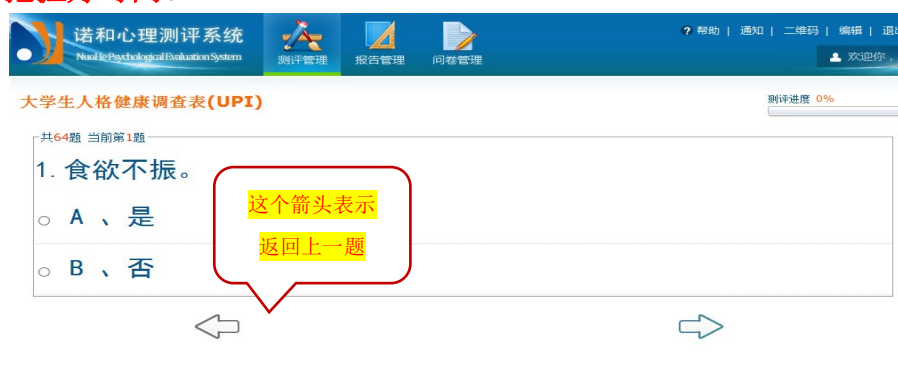 诺和心理测评系统
NuoHe Psychological Evaluation System
测评管理
报告管理
问卷管理
? 帮助 | 通知 | 二维码 | 编辑 |
欢迎你，
大学生人格健康调查表(UPI)
测评进度 0%
共64题 当前第1题
1. 食欲不振。
A 、是
B 、否
这个箭头表示
返回上一题